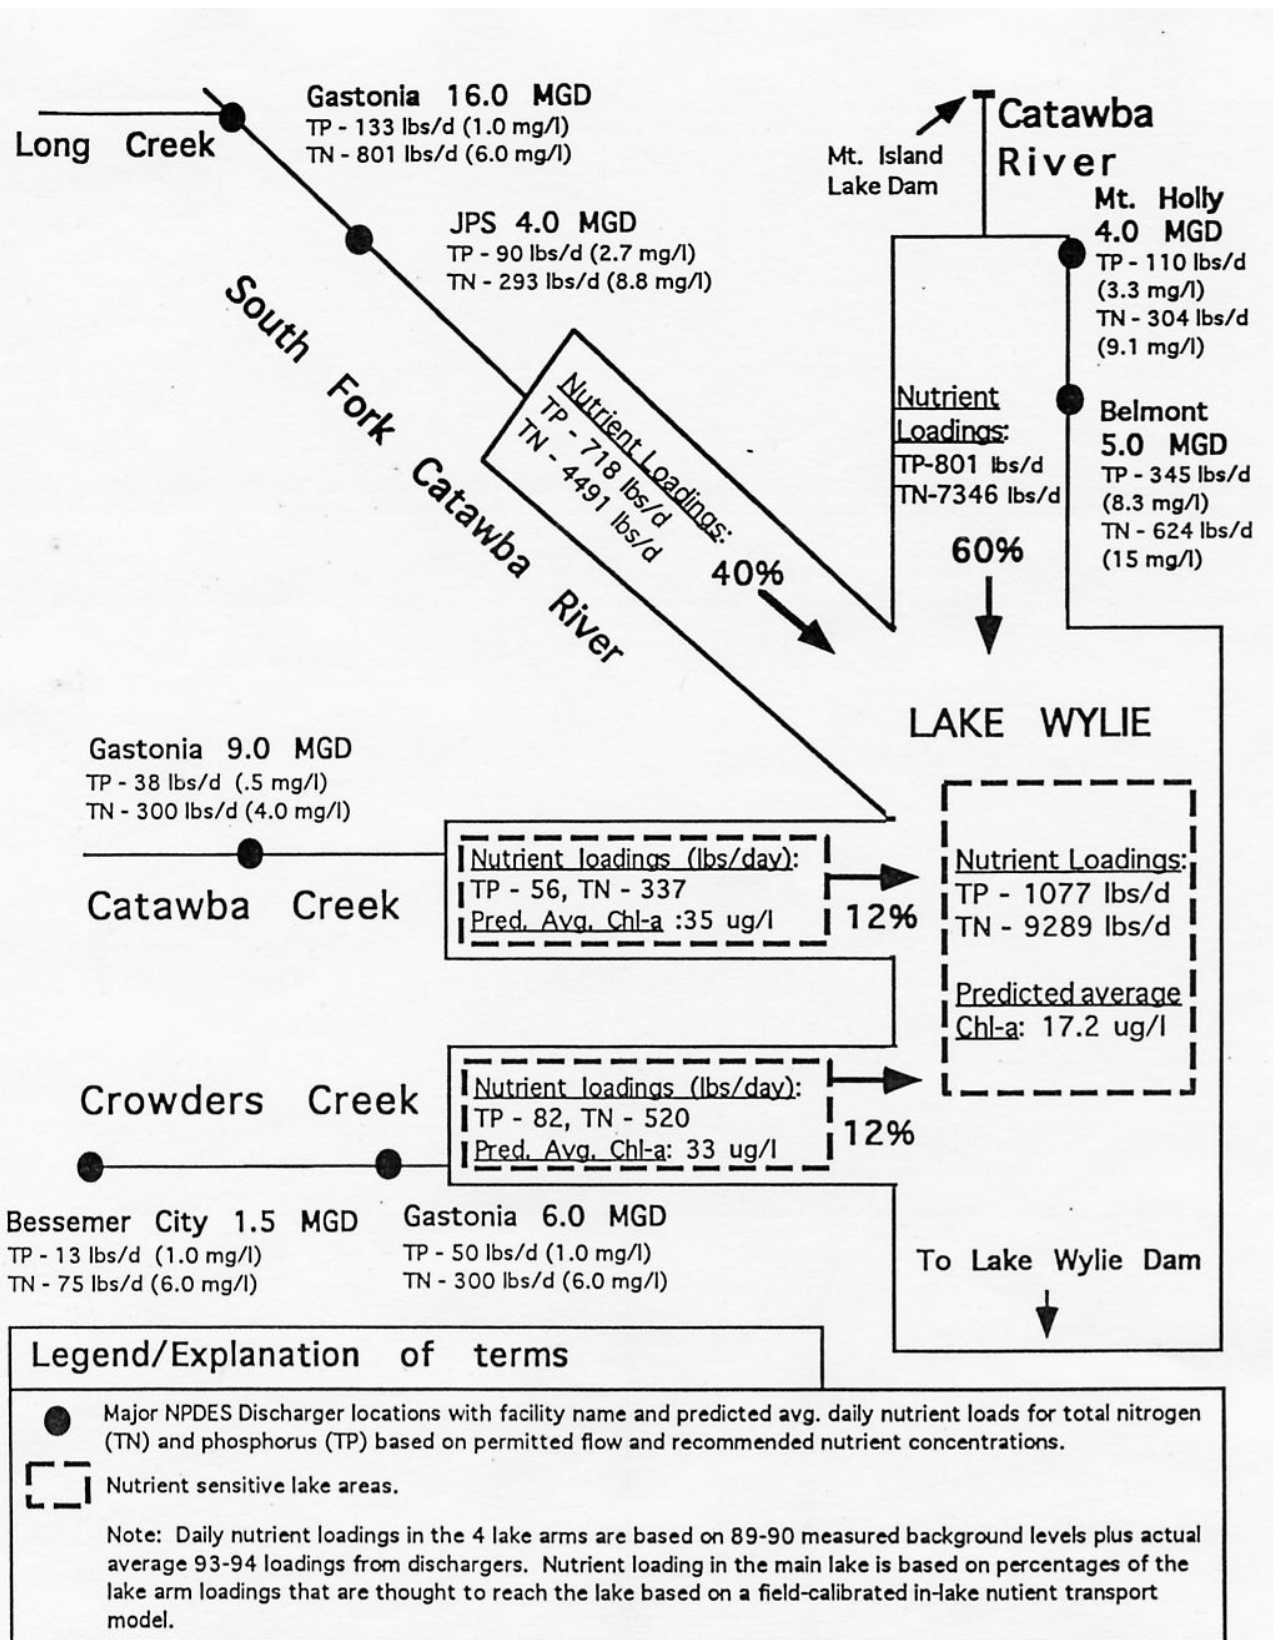 Gastonia 16.0 MGD
TP - 133 lbs/d (1.0 mg/l)
TN - 801 lbs/d (6.0 mg/l)
Long Creek
JPS 4.0 MGD
TP - 90 lbs/d (2.7 mg/l)
TN - 293 lbs/d (8.8 mg/l)
Mt. Island
Lake Dam
Catawba
River
Mt. Holly
4.0 MGD
TP - 110 lbs/d
(3.3 mg/l)
TN - 304 lbs/d
(9.1 mg/l)
South Fork Catawba River
Nutrient Loadings:
TP - 718 lbs/d
TN - 4491 lbs/d
40%
Nutrient
Loadings:
TP-801 lbs/d
TN-7346 lbs/d
60%
Belmont
5.0 MGD
TP - 345 lbs/d
(8.3 mg/l)
TN - 624 lbs/d
(15 mg/l)
LAKE WYLIE
Gastonia 9.0 MGD
TP - 38 lbs/d (.5 mg/l)
TN - 300 lbs/d (4.0 mg/l)
Catawba Creek
Nutrient loadings (lbs/day):
TP - 56, TN - 337
Pred. Avg. Chl-a :35 ug/l
12%
Nutrient Loadings:
TP - 1077 lbs/d
TN - 9289 lbs/d
Predicted average
Chl-a: 17.2 ug/l
Crowders Creek
Nutrient loadings (lbs/day):
TP - 82, TN - 520
Pred. Avg. Chl-a: 33 ug/l
12%
Bessemer City 1.5 MGD
TP - 13 lbs/d (1.0 mg/l)
TN - 75 lbs/d (6.0 mg/l)
Gastonia 6.0 MGD
TP - 50 lbs/d (1.0 mg/l)
TN - 300 lbs/d (6.0 mg/l)
To Lake Wylie Dam
Legend/Explanation of terms
Major NPDES Discharger locations with facility name and predicted avg. daily nutrient loads for total nitrogen
(TN) and phosphorus (TP) based on permitted flow and recommended nutrient concentrations.
Nutrient sensitive lake areas.
Note: Daily nutrient loadings in the 4 lake arms are based on 89-90 measured background levels plus actual
average 93-94 loadings from dischargers. Nutrient loading in the main lake is based on percentages of the
lake arm loadings that are thought to reach the lake based on a field-calibrated in-lake nutient transport
model.